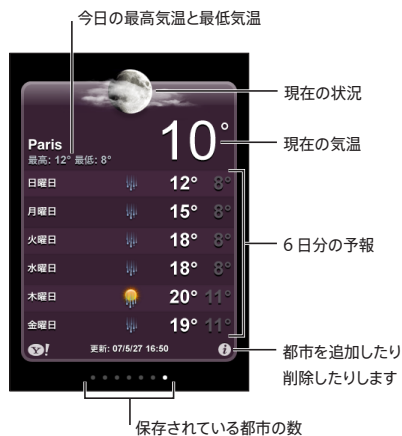 今日の最高気温と最低気温
現在の状況
10°
現在の気温
Paris
最高: 12° 最低: 8°
日曜日 12° 8°
月曜日 15° 8°
火曜日 18° 8°
6 日分の予報
水曜日 18° 8°
木曜日 20° 11°
金曜日 19° 11°
Y! 更新: 07/5/27 16:50 i
都市を追加したり
削除したりします
保存されている都市の数